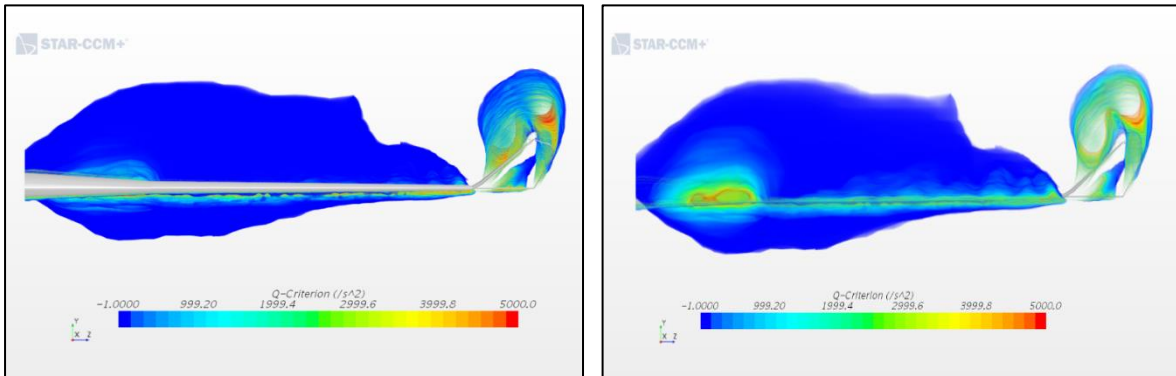 STAR-CCM+
Q-Criterion (/s^2)
-1.0000 999.20 1999.4 2999.6 3999.8 5000.0
Y
X Z
STAR-CCM+
Q-Criterion (/s^2)
-1.0000 999.20 1999.4 2999.6 3999.8 5000.0
Y
X Z